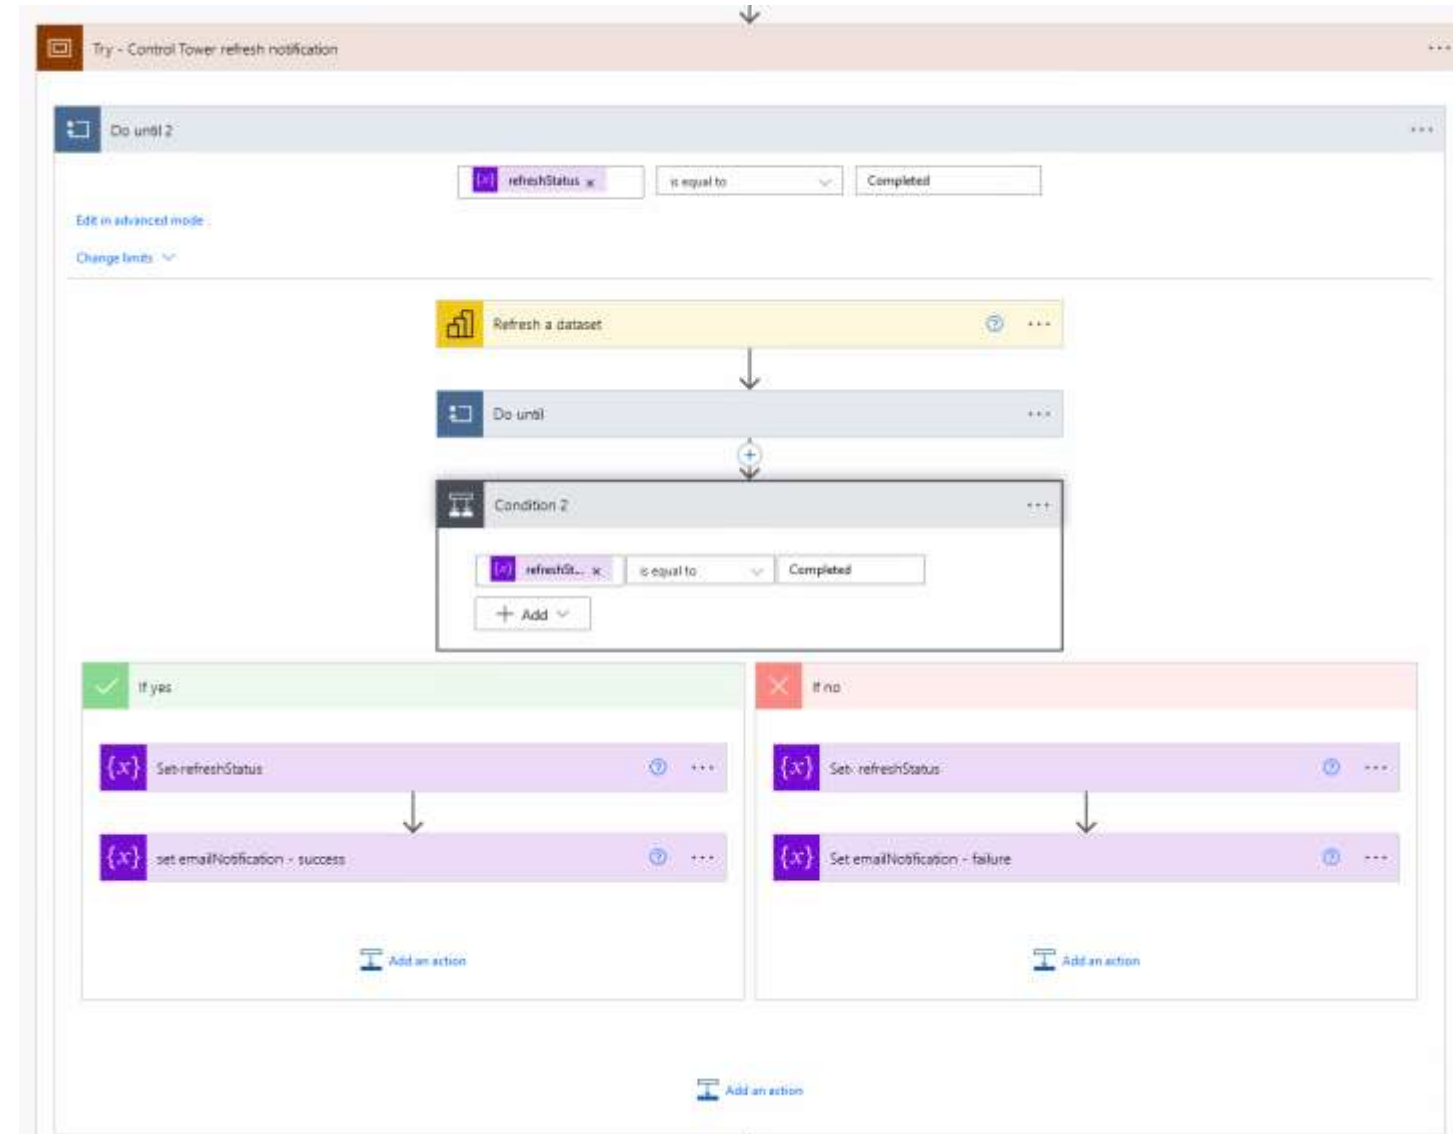 Try - Control Tower refresh notification
Do until 2
{x} refreshStatus x is equal to Completed
Edit in advanced mode
Change limits
Refresh a dataset
Do until
Condition 2
{x} refreshSt... x is equal to Completed
+ Add
If yes
If no
{x} Set-refreshStatus
{x} Set- refreshStatus
{x} set emailNotification - success
{x} Set emailNotification - failure
Add an action
Add an action
Add an action